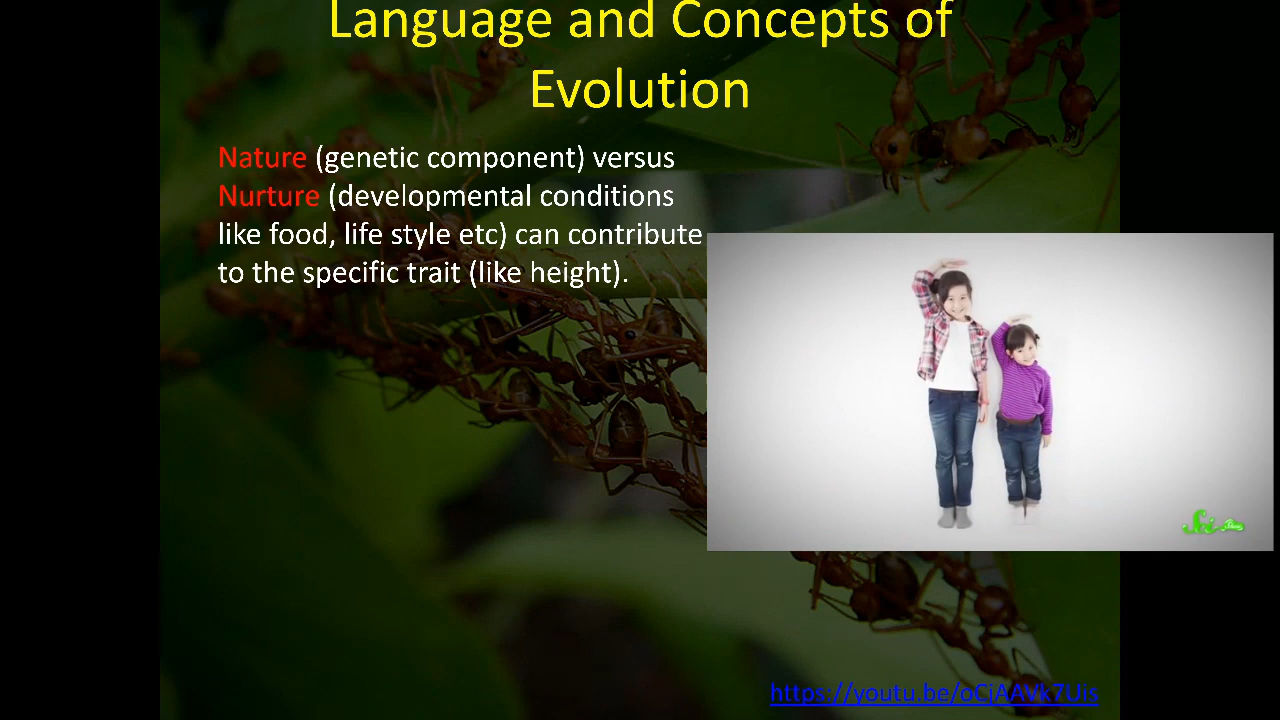 Language and Concepts of
Evolution
Nature (genetic component) versus
Nurture (developmental conditions
like food, life style etc) can contribute
to the specific trait (like height).
Sci
https://youtu.be/oCjAAVk7Uis